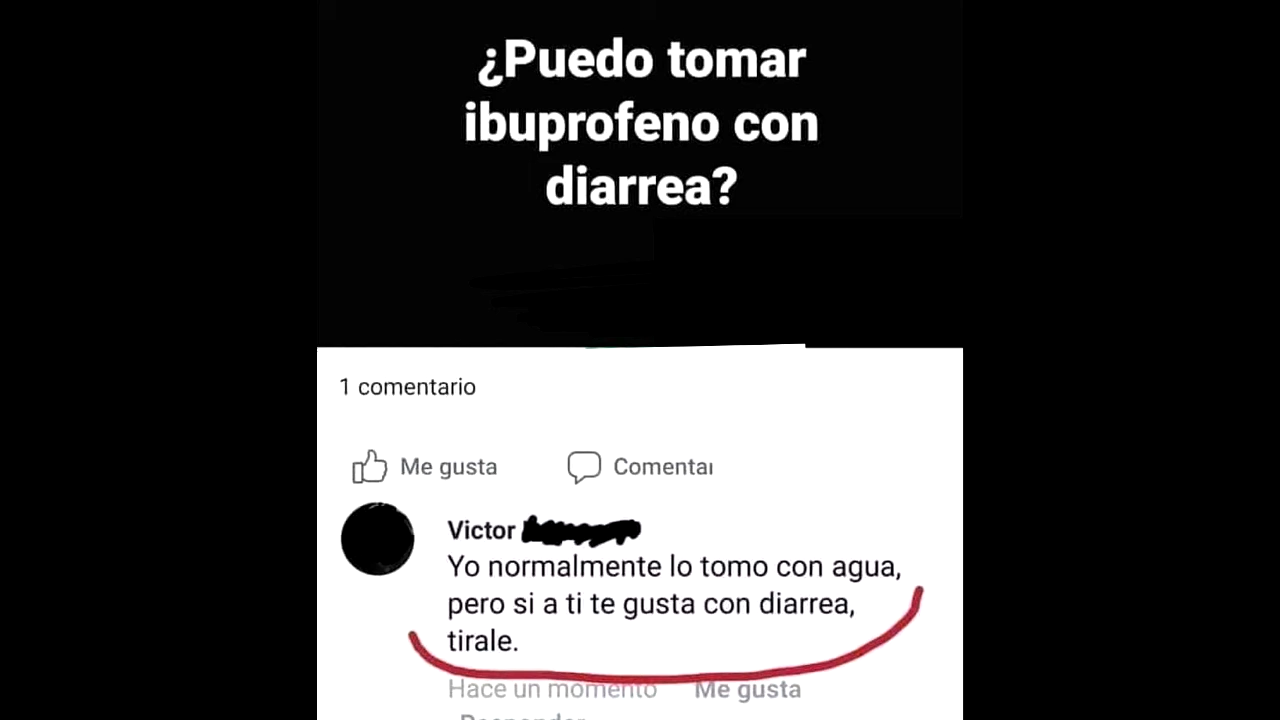 ¿Puedo tomar
ibuprofeno con
diarrea?
1 comentario
Me gusta Comentar
Victor
Yo normalmente lo tomo con agua,
pero si a ti te gusta con diarrea,
tirale.
Hace un momento Me gusta
Responder